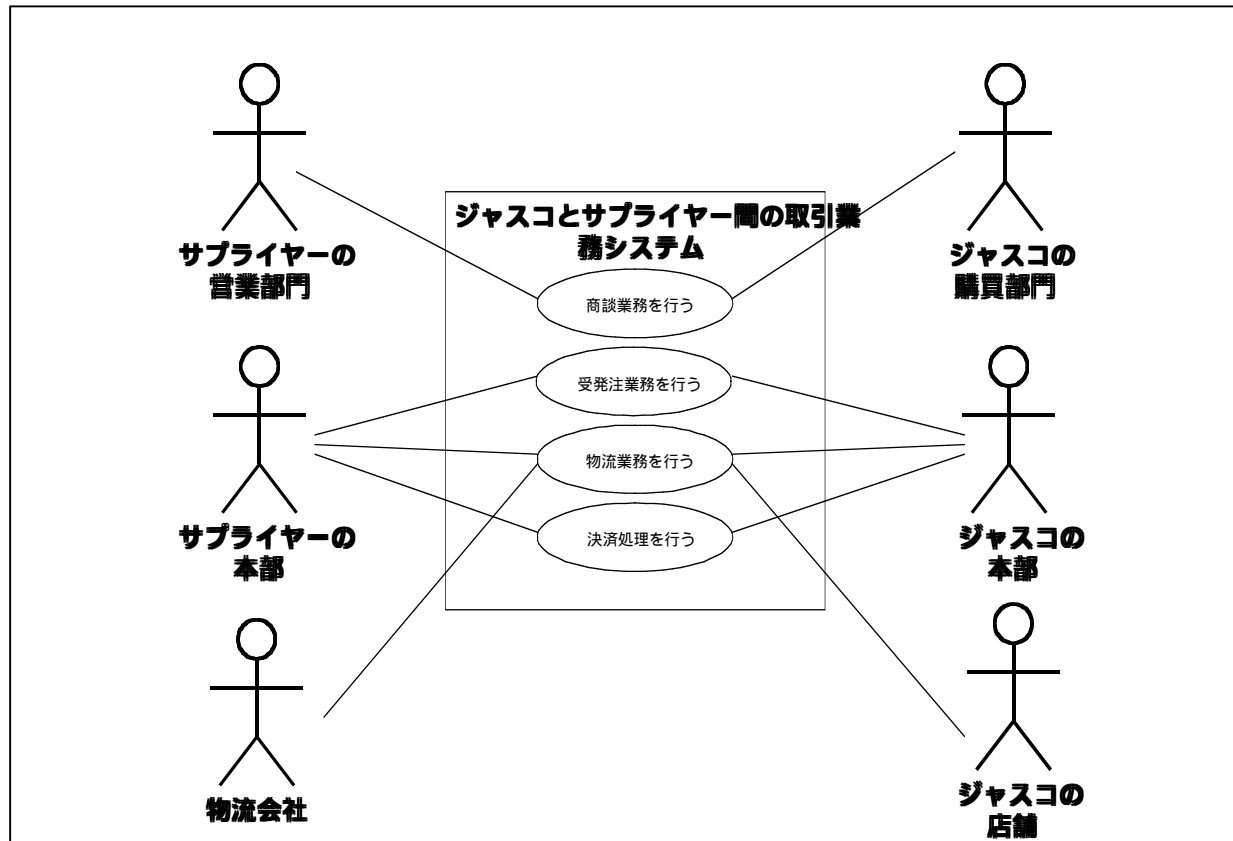 ジャスコとサプライヤー間の取引業
務システム
サプライヤーの
営業部門
ジャスコの
購買部門
商談業務を行う
受発注業務を行う
物流業務を行う
決済処理を行う
サプライヤーの
本部
ジャスコの
本部
物流会社
ジャスコの
店舗